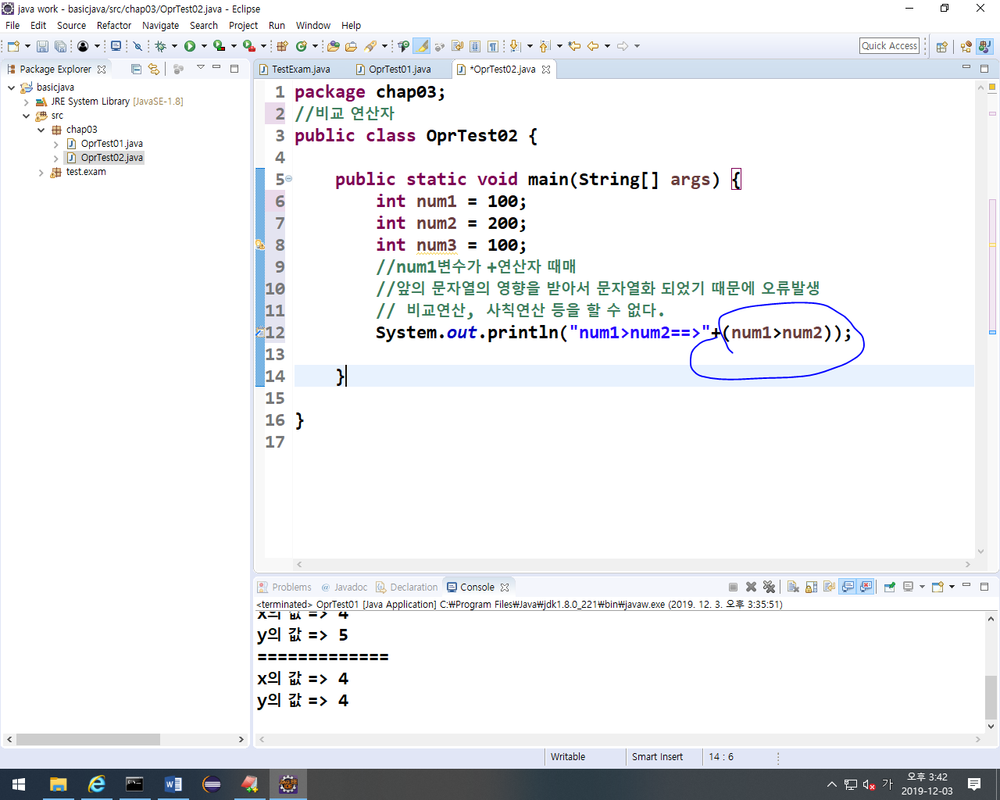 java work - basicjava/src/chap03/OprTest02.java - Eclipse
File Edit Source Refactor Navigate Search Project Run Window Help
Quick Access
Package Explorer
basicjava
JRE System Library [JavaSE-1.8]
src
chap03
OprTest01.java
OprTest02.java
test.exam
TestExam.java OprTest01.java *OprTest02.java
1 package chap03;
2 //비교 연산자
3 public class OprTest02 {
4
5 public static void main(String[] args) {
6 int num1 = 100;
7 int num2 = 200;
8 int num3 = 100;
9 //num1변수가 +연산자 때매
10 //앞의 문자열의 영향을 받아서 문자열화 되었기 때문에 오류발생
11 // 비교연산, 사칙연산 등을 할 수 없다.
12 System.out.println("num1>num2==>"+(num1>num2));
13
14 }
15
16 }
17
Problems @ Javadoc Declaration Console
<terminated> OprTest01 [Java Application] C:￦Program Files￦Java￦jdk1.8.0_221￦bin￦javaw.exe (2019. 12. 3. 오후 3:35:51)
x의 값 => 4
y의 값 => 5
=============
x의 값 => 4
y의 값 => 4
Writable Smart Insert 14 : 6
가 오후 3:42
2019-12-03